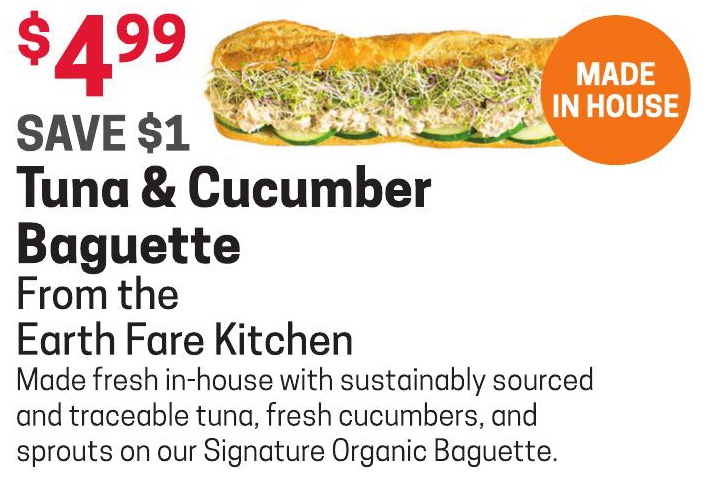 $4.99
SAVE $1
MADE
IN HOUSE
Tuna & Cucumber
Baguette
From the
Earth Fare Kitchen
Made fresh in-house with sustainably sourced
and traceable tuna, fresh cucumbers, and
sprouts on our Signature Organic Baguette.